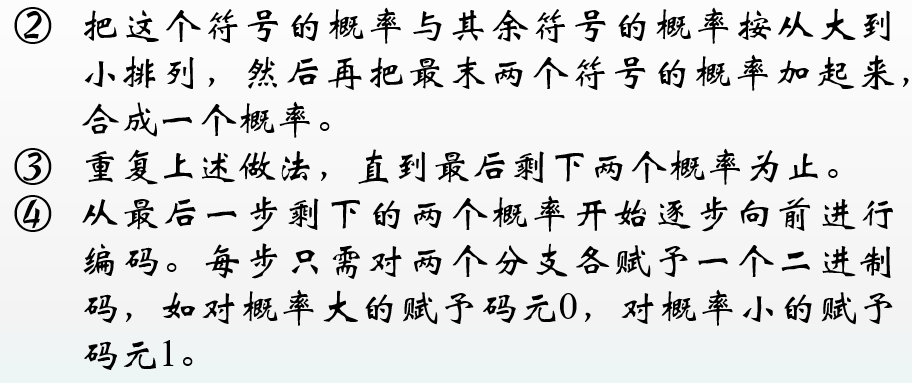 ② 把这个符号的概率与其余符号的概率按从大到
小排列，然后再把最末两个符号的概率加起来，
合成一个概率。
③ 重复上述做法，直到最后剩下两个概率为止。
④ 从最后一步剩下的两个概率开始逐步向前进行
编码。每步只需对两个分支各赋予一个二进制
码，如对概率大的赋予码元0，对概率小的赋予
码元1。